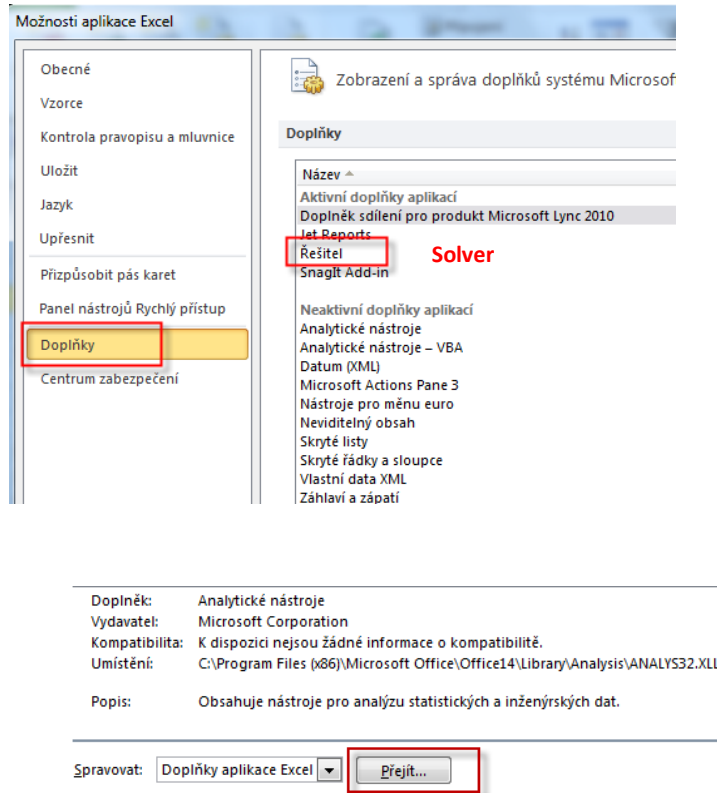 Možnosti aplikace Excel
Obecné
Vzorce
Kontrola pravopisu a mluvnice
Uložit
Jazyk
Upřesnit
Přizpůsobit pás karet
Panel nástrojů Rychlý přístup
Doplňky
Centrum zabezpečení
Zobrazení a správa doplňků systému Microsof
Doplňky
Název
Aktivní doplňky aplikací
Doplněk sdílení pro produkt Microsoft Lync 2010
Jet Reports
Řešitel
Solver
SnagIt Add-in
Neaktivní doplňky aplikací
Analytické nástroje
Analytické nástroje – VBA
Datum (XML)
Microsoft Actions Pane 3
Nástroje pro měnu euro
Neviditelný obsah
Skryté listy
Skryté řádky a sloupce
Vlastní data XML
Záhlaví a zápatí
Doplněk: Analytické nástroje
Vydavatel: Microsoft Corporation
Kompatibilita: K dispozici nejsou žádné informace o kompatibilitě.
Umístění: C:\Program Files (x86)\Microsoft Office\Office14\Library\Analysis\ANALYS32.XLL
Popis: Obsahuje nástroje pro analýzu statistických a inženýrských dat.
Spravovat: Doplňky aplikace Excel Přejít...